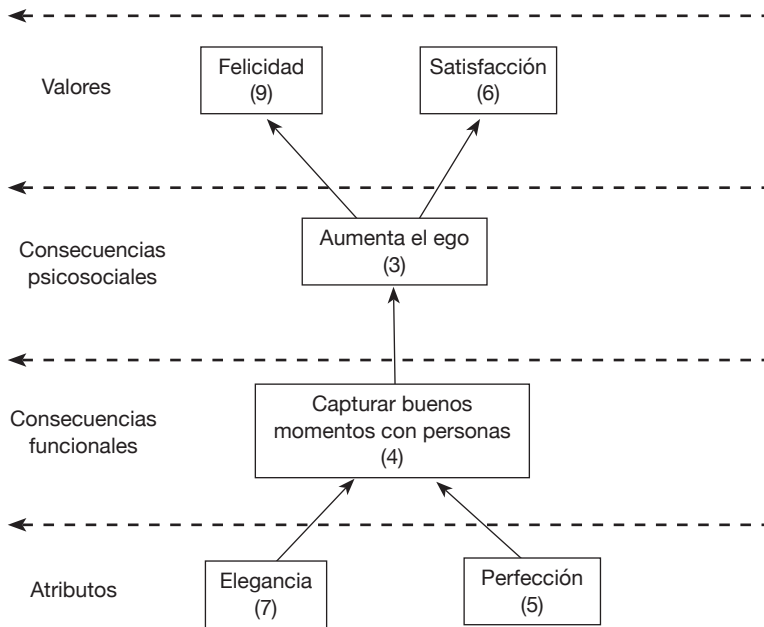 Felicidad
(9)
Satisfacción
(6)
Valores
Consecuencias
psicosociales
Aumenta el ego
(3)
Consecuencias
funcionales
Capturar buenos
momentos con personas
(4)
Atributos
Elegancia
(7)
Perfección
(5)